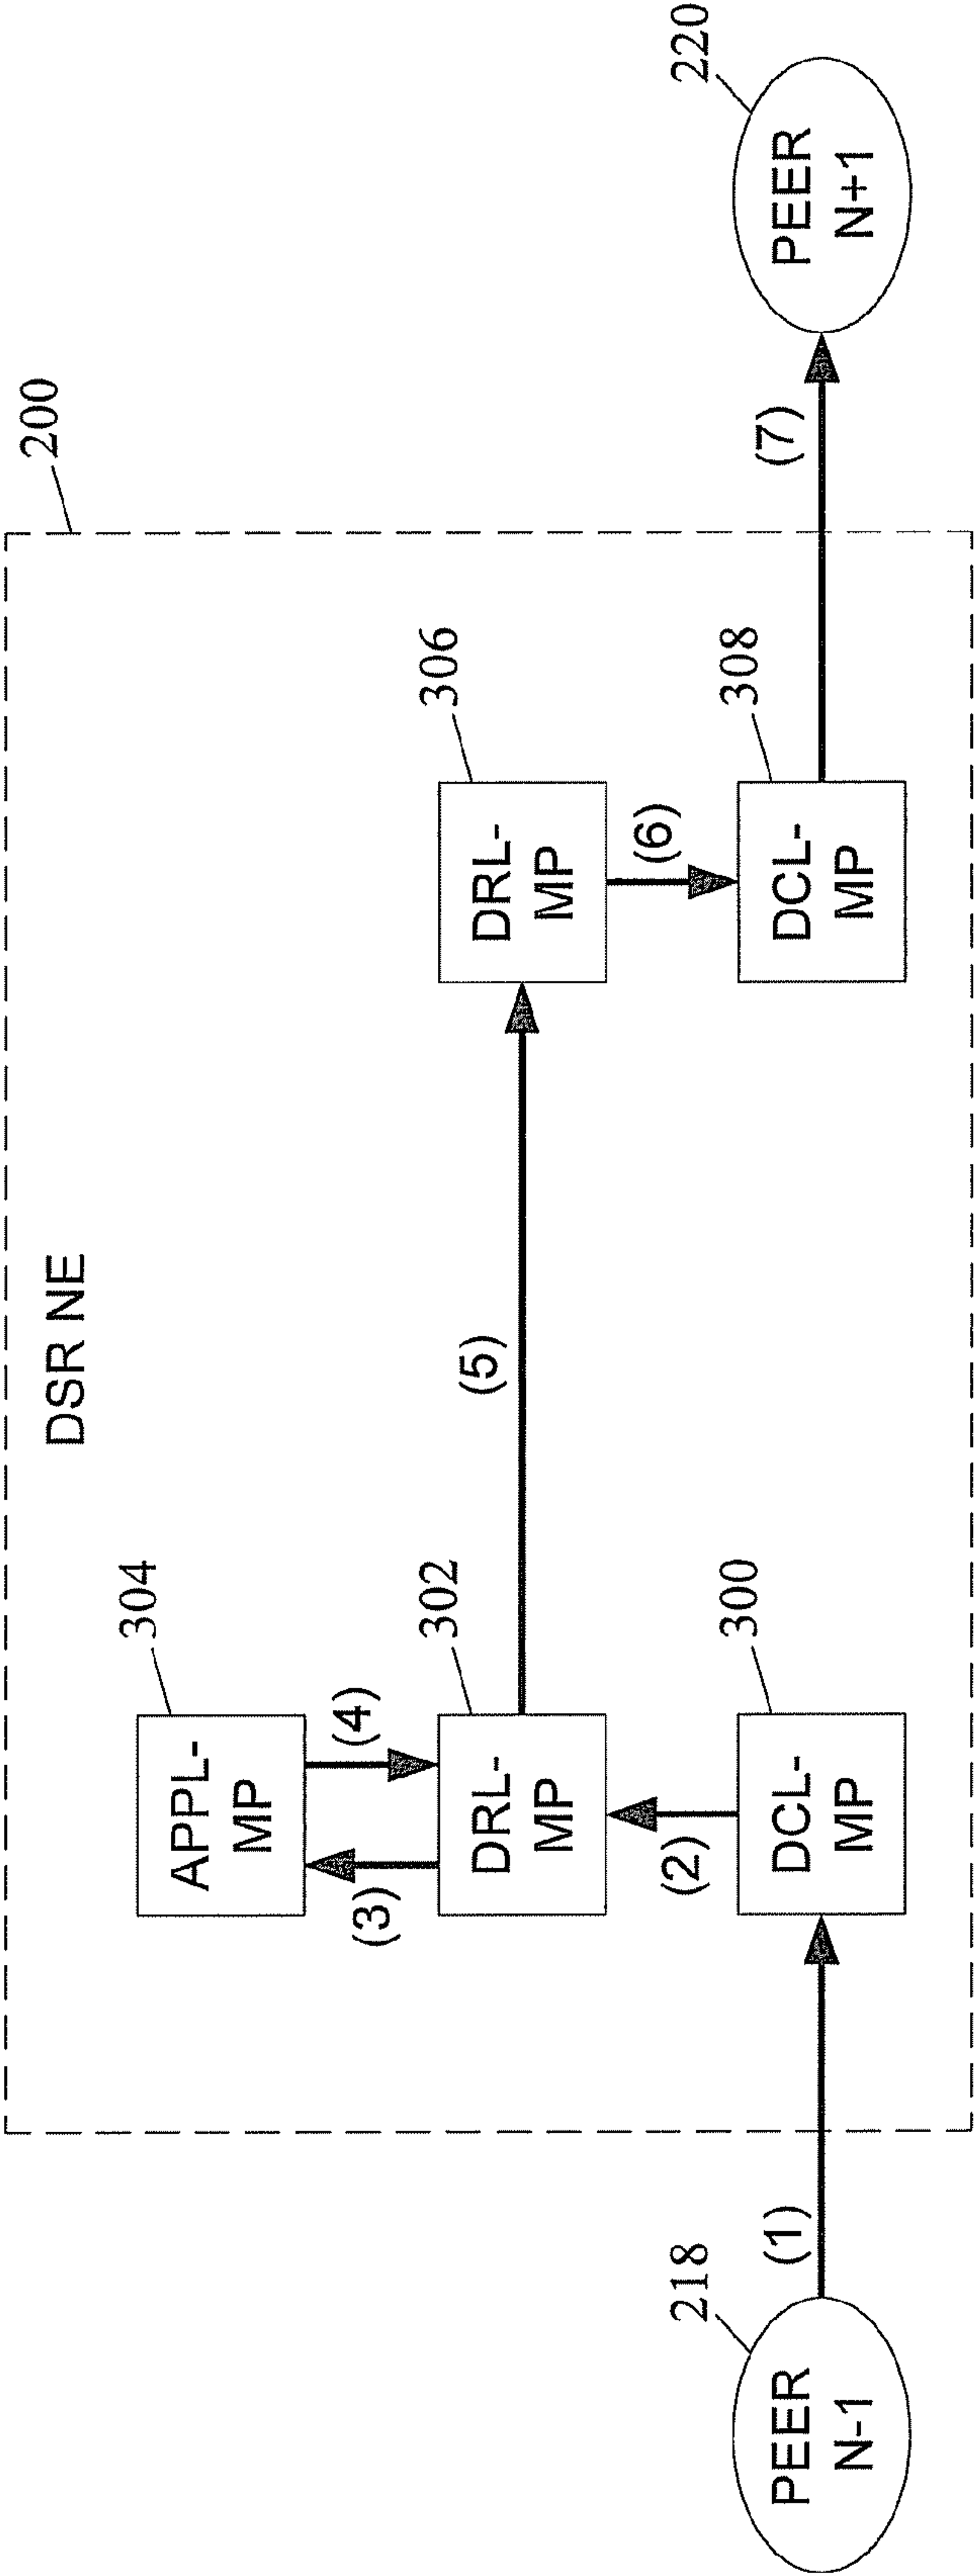 200
DSR NE
304
APPL-
MP
(3)
(4)
302
DRL-
MP
(5)
306
DRL-
MP
(2)
(6)
218
PEER
N-1
(1)
300
DCL-
MP
308
DCL-
MP
(7)
220
PEER
N+1